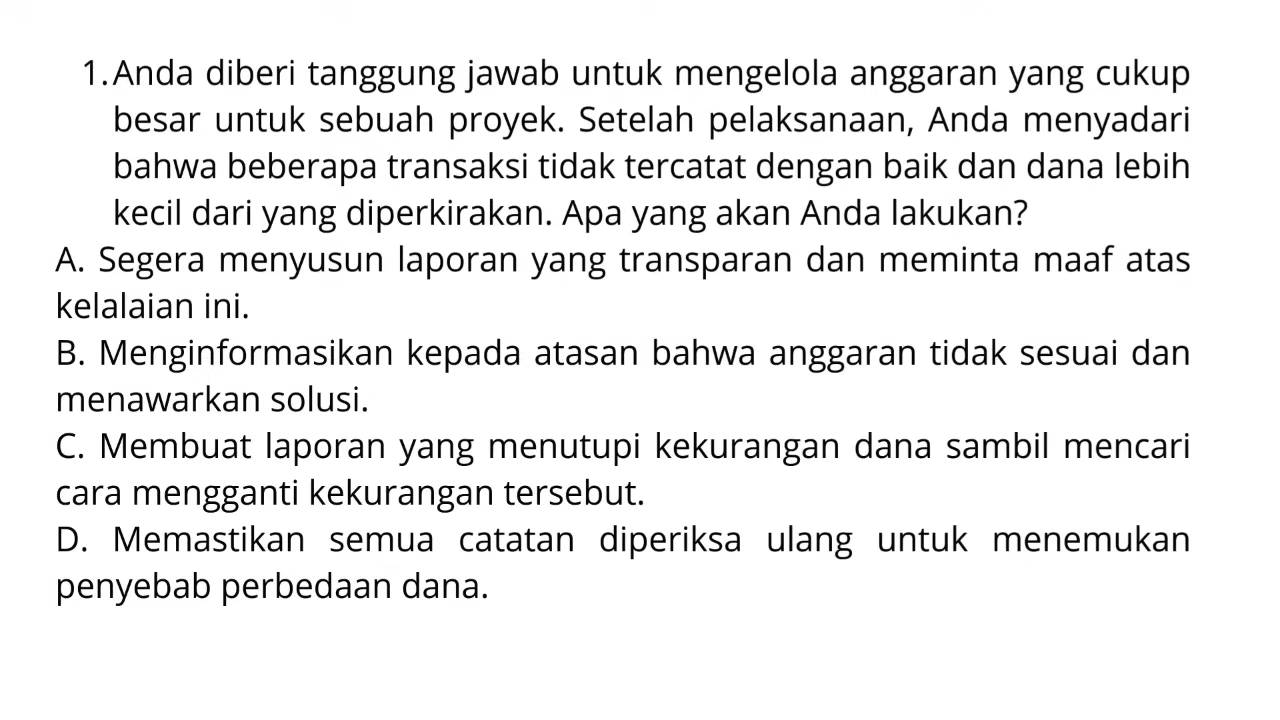 1. Anda diberi tanggung jawab untuk mengelola anggaran yang cukup
besar untuk sebuah proyek. Setelah pelaksanaan, Anda menyadari
bahwa beberapa transaksi tidak tercatat dengan baik dan dana lebih
kecil dari yang diperkirakan. Apa yang akan Anda lakukan?
A. Segera menyusun laporan yang transparan dan meminta maaf atas
kelalaian ini.
B. Menginformasikan kepada atasan bahwa anggaran tidak sesuai dan
menawarkan solusi.
C. Membuat laporan yang menutupi kekurangan dana sambil mencari
cara mengganti kekurangan tersebut.
D. Memastikan semua catatan diperiksa ulang untuk menemukan
penyebab perbedaan dana.